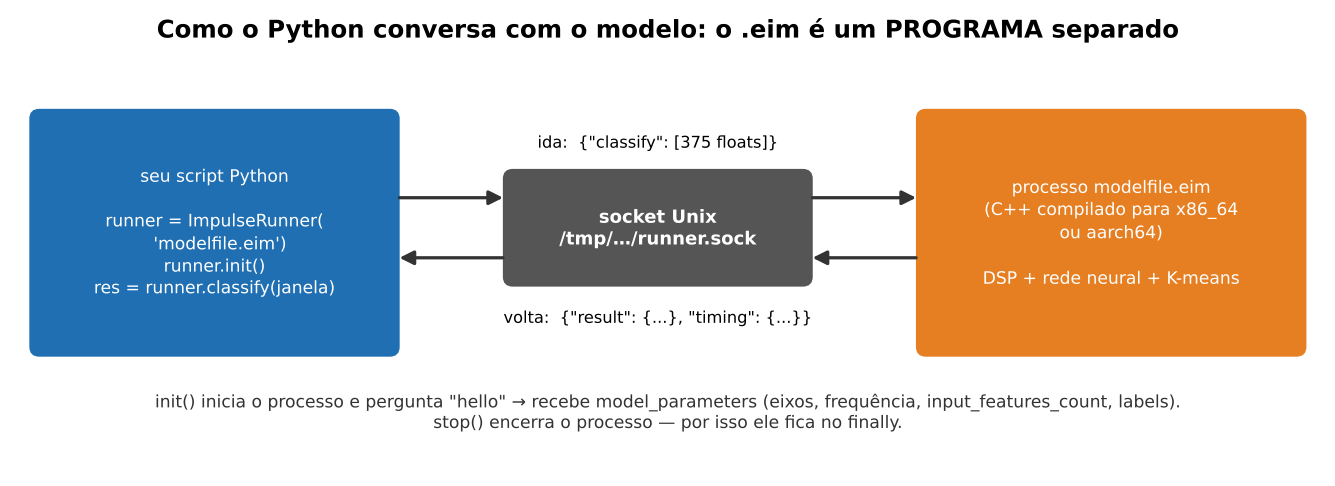 Como o Python conversa com o modelo: o .eim é um PROGRAMA separado
seu script Python
runner = ImpulseRunner(
'modelfile.eim')
runner.init()
res = runner.classify(janela)
ida:  {"classify": [375 floats]}
socket Unix
/tmp/…/runner.sock
volta:  {"result": {…}, "timing": {…}}
processo modelfile.eim
(C++ compilado para x86_64
ou aarch64)
DSP + rede neural + K-means
init() inicia o processo e pergunta "hello" → recebe model_parameters (eixos, frequência, input_features_count, labels).
stop() encerra o processo — por isso ele fica no finally.